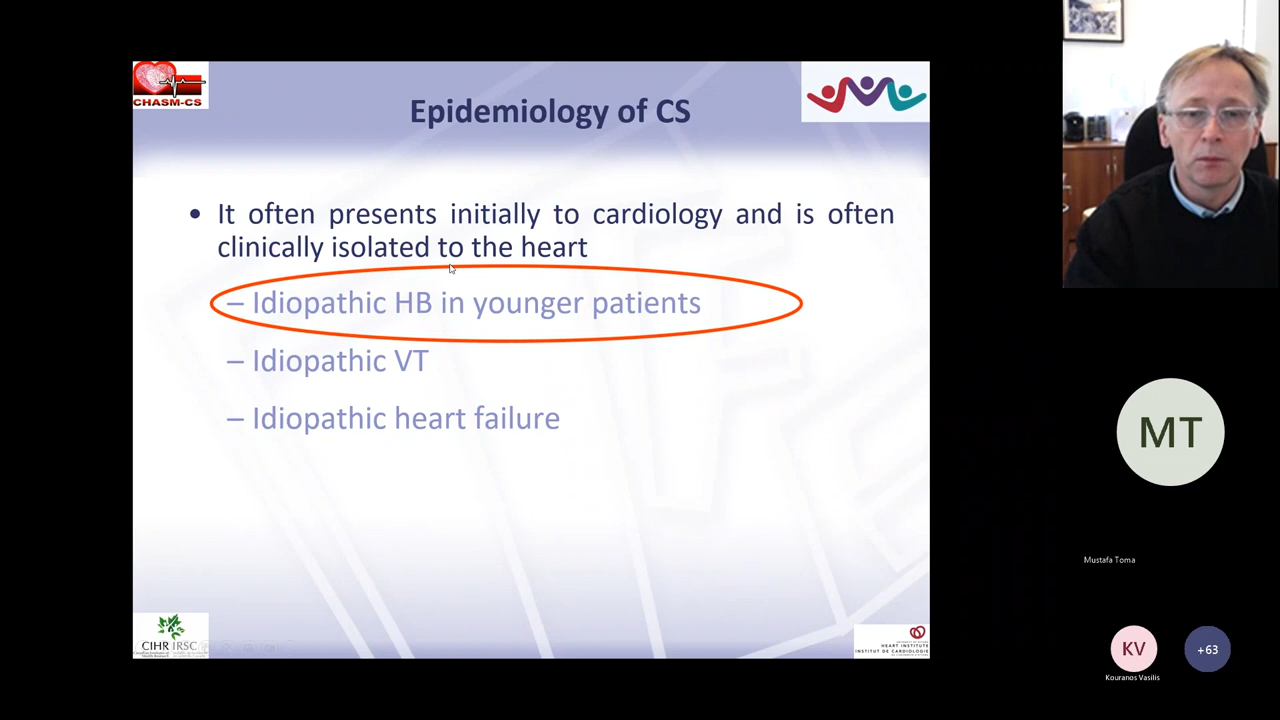 CHASM-CS
Epidemiology of CS
• It often presents initially to cardiology and is often
clinically isolated to the heart
– Idiopathic HB in younger patients
– Idiopathic VT
– Idiopathic heart failure
CIHR IRSC
HEART INSTITUTE
INSTITUT DE CARDIOLOGIE
MT
Mustafa Toma
KV
+63
Kouranos Vasilis